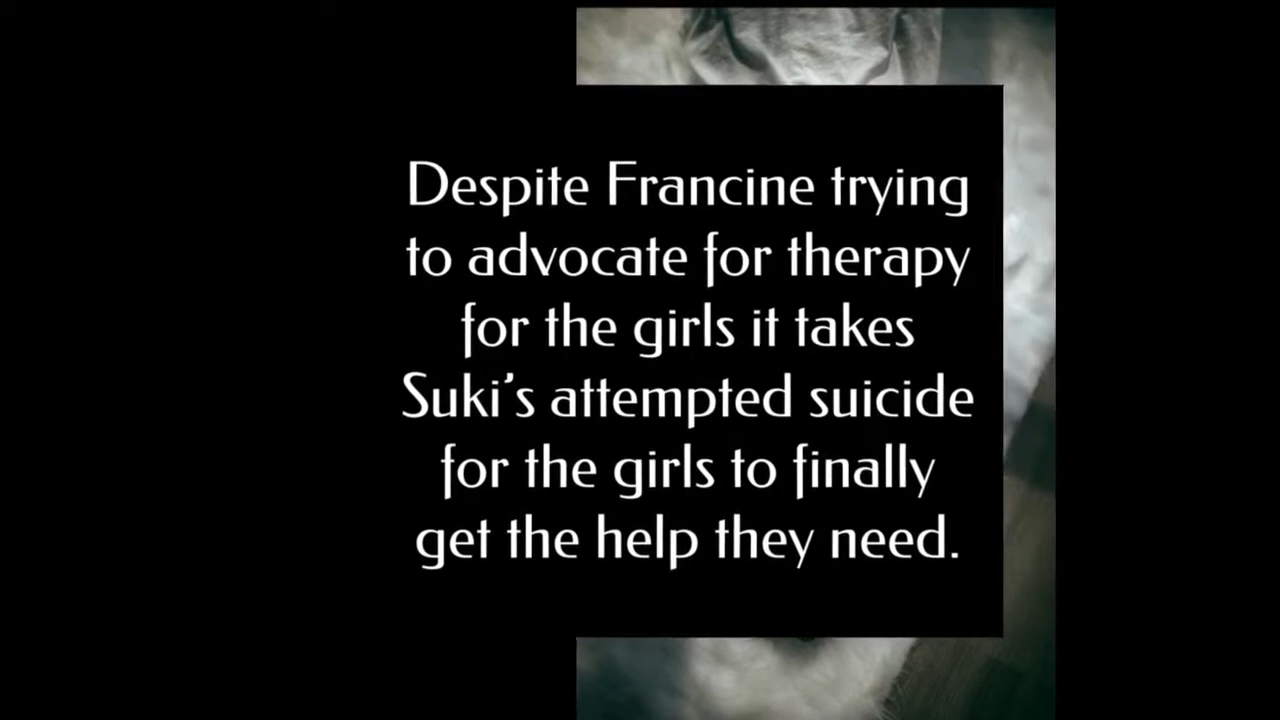 Despite Francine trying
to advocate for therapy
for the girls it takes
Suki's attempted suicide
for the girls to finally
get the help they need.